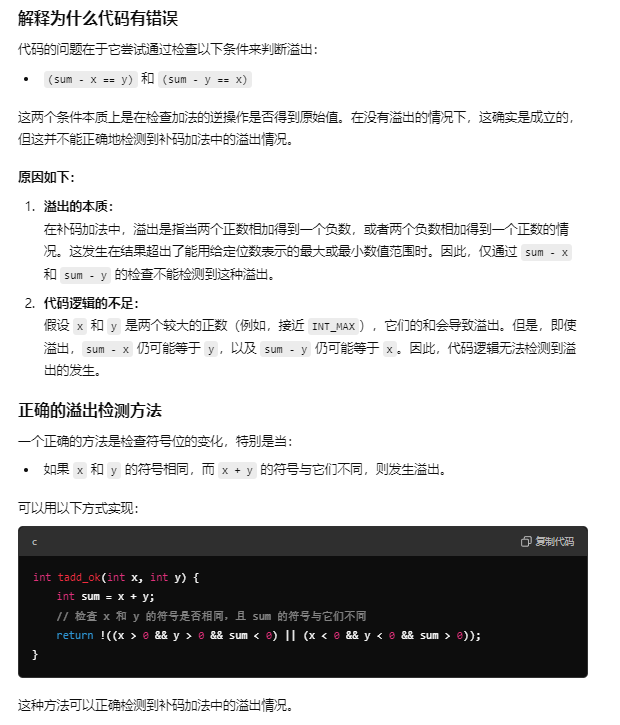 解释为什么代码有错误
代码的问题在于它尝试通过检查以下条件来判断溢出：
• (sum - x == y) 和 (sum - y == x)
这两个条件本质上是在检查加法的逆操作是否得到原始值。在没有溢出的情况下，这确实是成立的，
但这并不能正确地检测到补码加法中的溢出情况。
原因如下：
1. 溢出的本质：
在补码加法中，溢出是指当两个正数相加得到一个负数，或者两个负数相加得到一个正数的情
况。这发生在结果超出了能用给定位数表示的最大或最小数值范围时。因此，仅通过 sum - x
和 sum - y 的检查不能检测到这种溢出。
2. 代码逻辑的不足：
假设 x 和 y 是两个较大的正数（例如，接近 INT_MAX ），它们的和会导致溢出。但是，即使
溢出， sum - x 仍可能等于 y ，以及 sum - y 仍可能等于 x 。因此，代码逻辑无法检测到溢
出的发生。
正确的溢出检测方法
一个正确的方法是检查符号位的变化，特别是当：
• 如果 x 和 y 的符号相同，而 x + y 的符号与它们不同，则发生溢出。
可以用以下方式实现：
c 复制代码
int tadd_ok(int x, int y) {
int sum = x + y;
// 检查 x 和 y 的符号是否相同，且 sum 的符号与它们不同
return !((x > 0 && y > 0 && sum < 0) || (x < 0 && y < 0 && sum > 0));
}
这种方法可以正确检测到补码加法中的溢出情况。